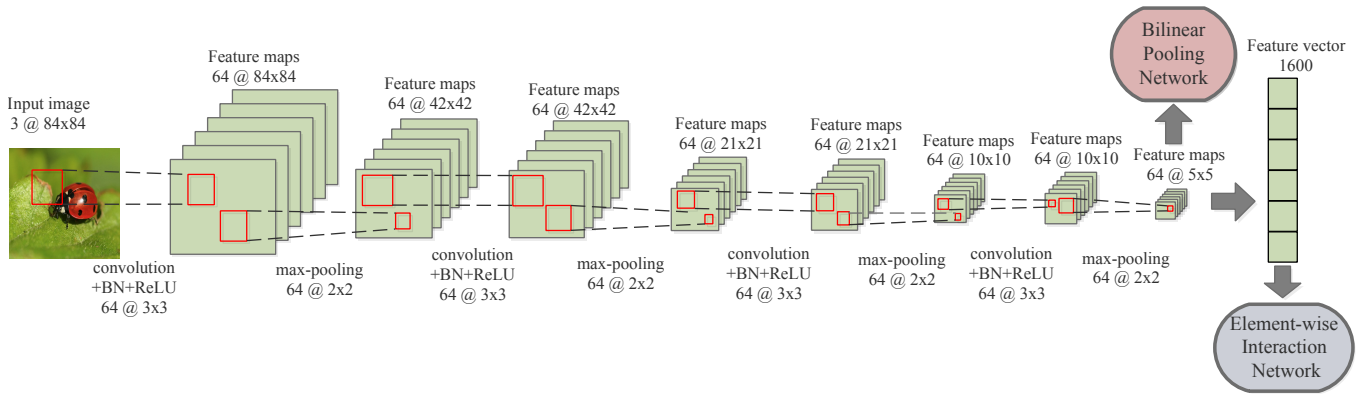 Input image
3 @ 84x84
Feature maps
64 @ 84x84
Feature maps
64 @ 42x42
Feature maps
64 @ 42x42
Feature maps
64 @ 21x21
Feature maps
64 @ 21x21
Feature maps
64 @ 10x10
Feature maps
64 @ 10x10
Feature maps
64 @ 5x5
Bilinear
Pooling
Network
Feature vector
1600
convolution
+BN+ReLU
64 @ 3x3
max-pooling
64 @ 2x2
convolution
+BN+ReLU
64 @ 3x3
max-pooling
64 @ 2x2
convolution
+BN+ReLU
64 @ 3x3
max-pooling
64 @ 2x2
convolution
+BN+ReLU
64 @ 3x3
max-pooling
64 @ 2x2
Element-wise
Interaction
Network